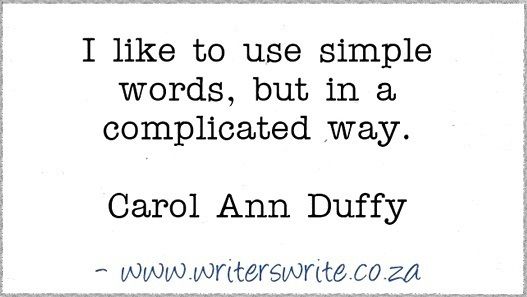 I like to use simple
words, but in a
complicated way.
Carol Ann Duffy
- www.writerswrite.co.za